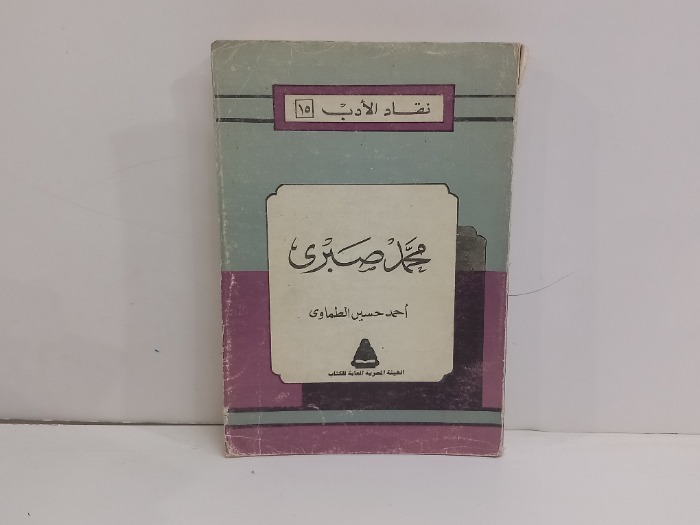 نقاد الأدب ١٥
محمد صبرى
أحمد حسين الطماوى
الهيئة المصرية العامة للكتاب